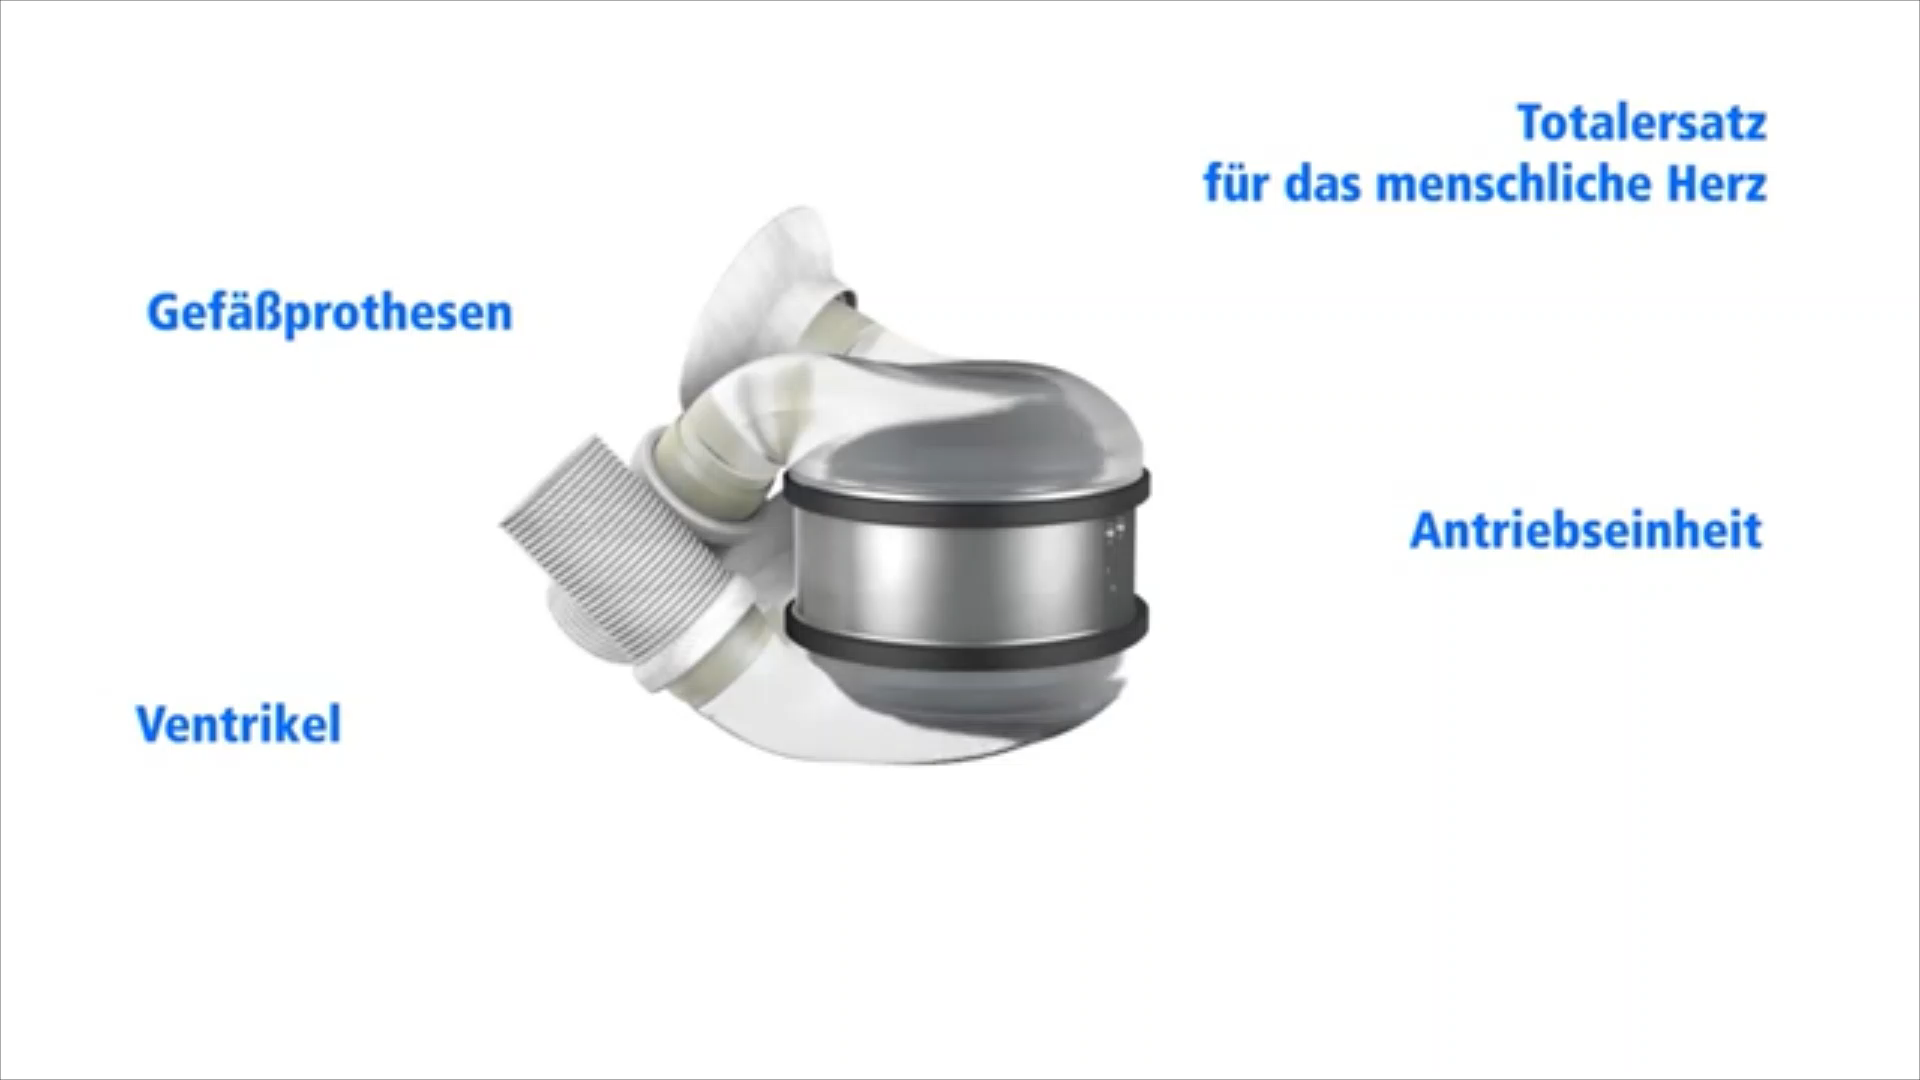 Totalersatz
für das menschliche Herz
Gefäßprothesen
Antriebseinheit
Ventrikel